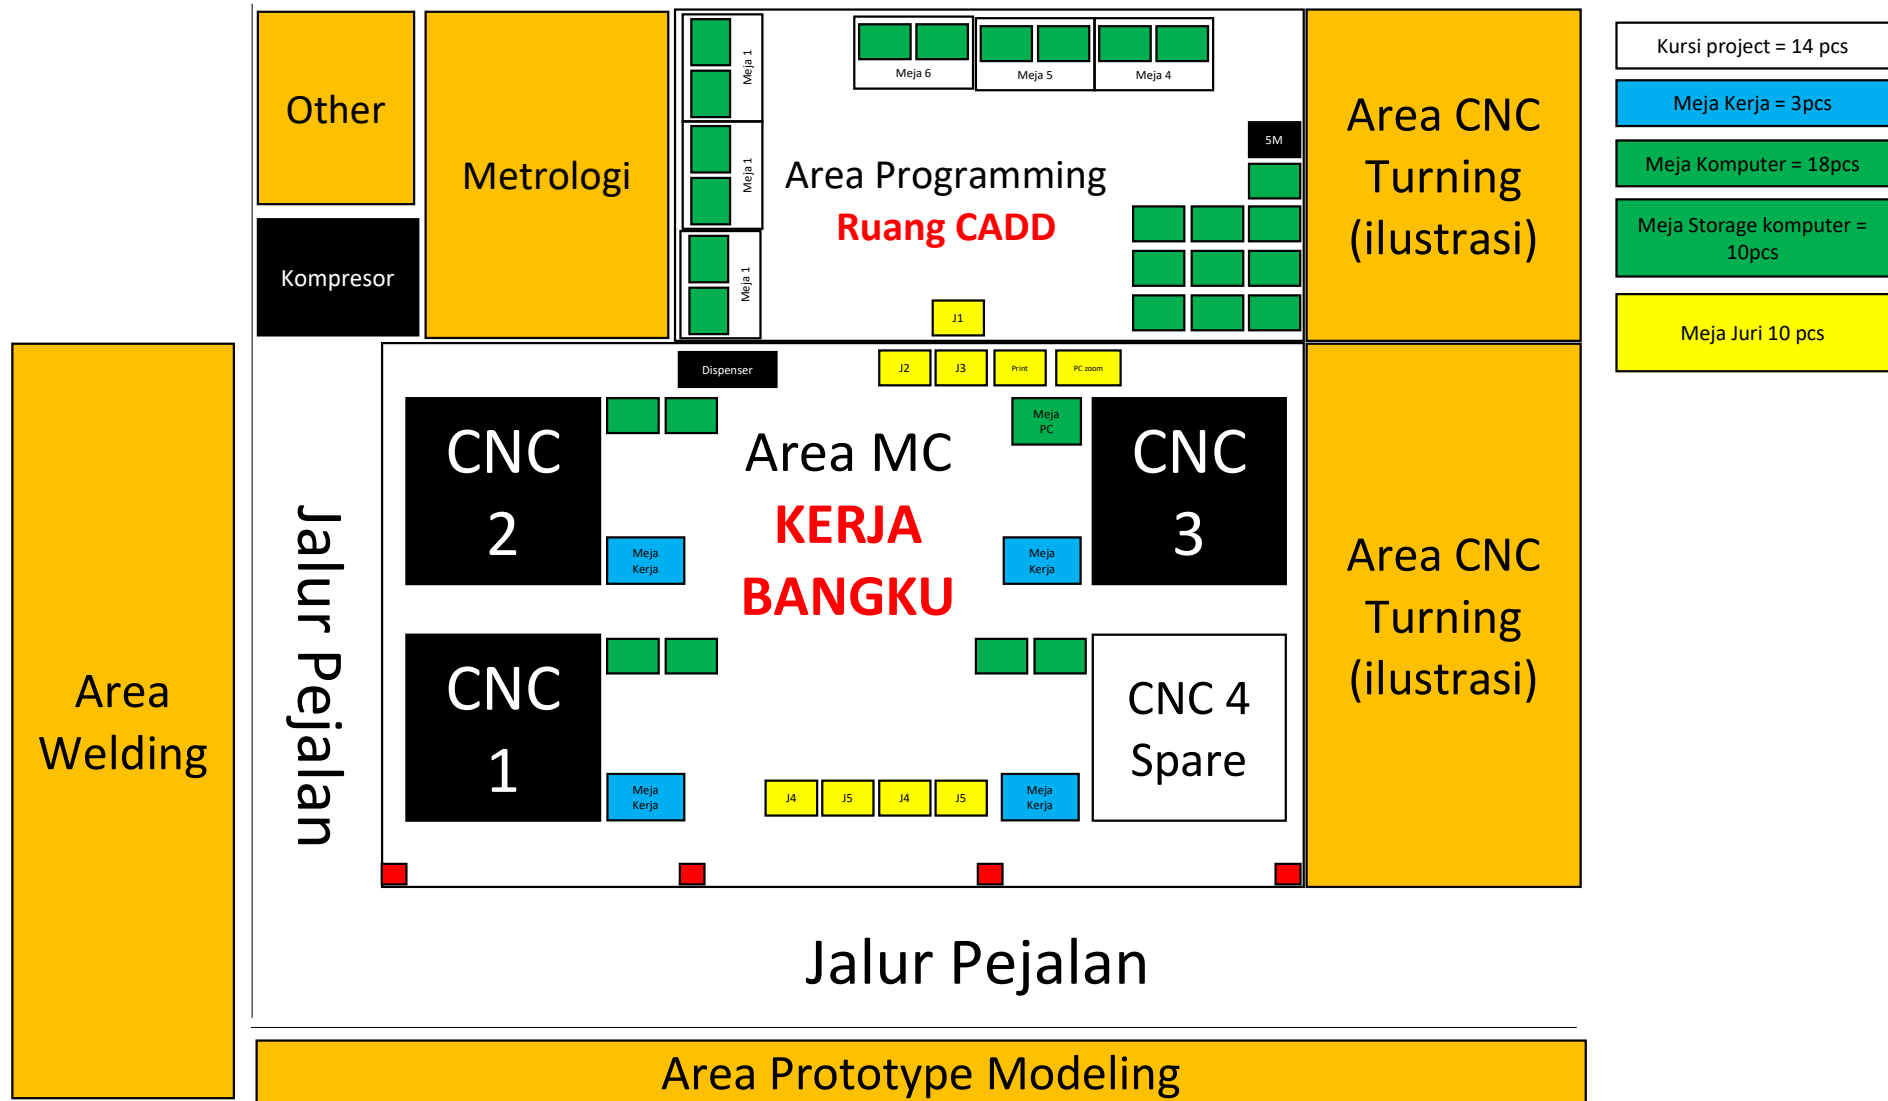 Other
Metrologi
Kompresor
Meja 1
Meja 1
Meja 1
Meja 6
Meja 5
Meja 4
Area Programming
Ruang CADD
5M
J1
Area CNC
Turning
(ilustrasi)
Kursi project = 14 pcs
Meja Kerja = 3pcs
Meja Komputer = 18pcs
Meja Storage komputer =
10pcs
Meja Juri 10 pcs
Area
Welding
Jalur Pejalan
Dispenser
J2
J3
Print
PC zoom
CNC
2
Meja
PC
CNC
3
Area MC
KERJA
BANGKU
Meja
Kerja
Meja
Kerja
Area CNC
Turning
(ilustrasi)
CNC
1
CNC 4
Spare
Meja
Kerja
J4
J5
J4
J5
Meja
Kerja
Jalur Pejalan
Area Prototype Modeling